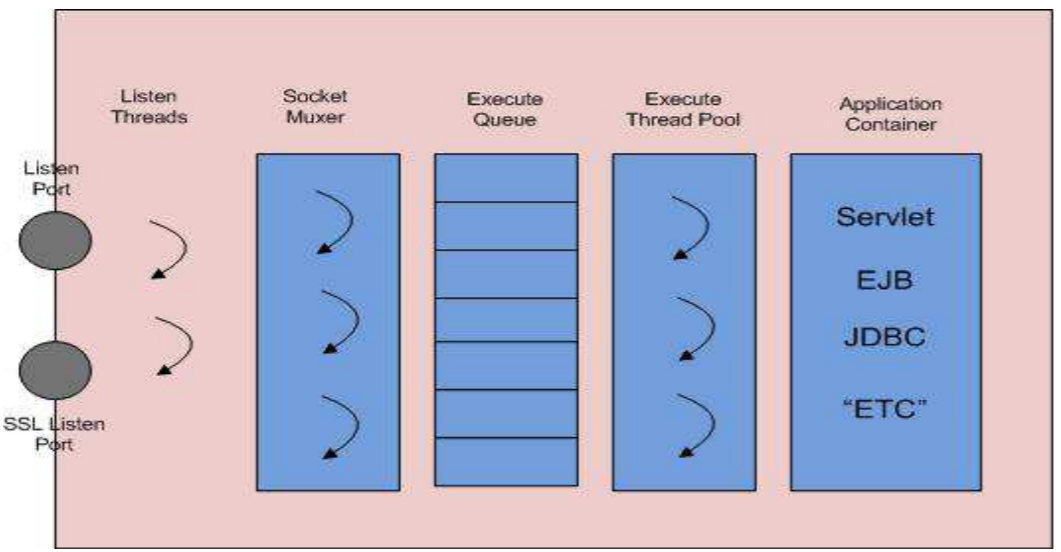 Listen
Threads
Socket
Muxer
Execute
Queue
Execute
Thread Pool
Application
Container
Listen
Port
Servlet
EJB
JDBC
“ETC”
SSL Listen
Port